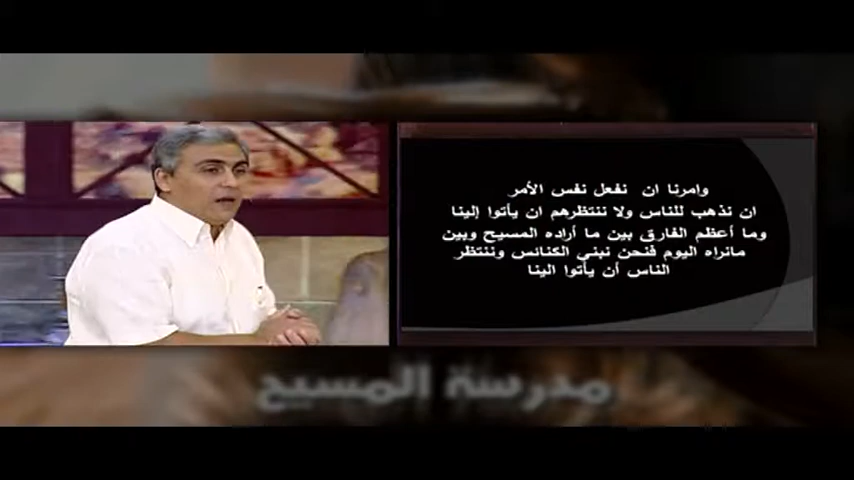 وامرنا ان نفعل نفس الأمر
ان نذهب للناس ولا ننتظرهم ان يأتوا إلينا
وما أعظم الفارق بين ما أراده المسيح وبين
مانراه اليوم فنحن نبني الكنائس وننتظر
الناس أن يأتوا الينا
مدرسة المسيح